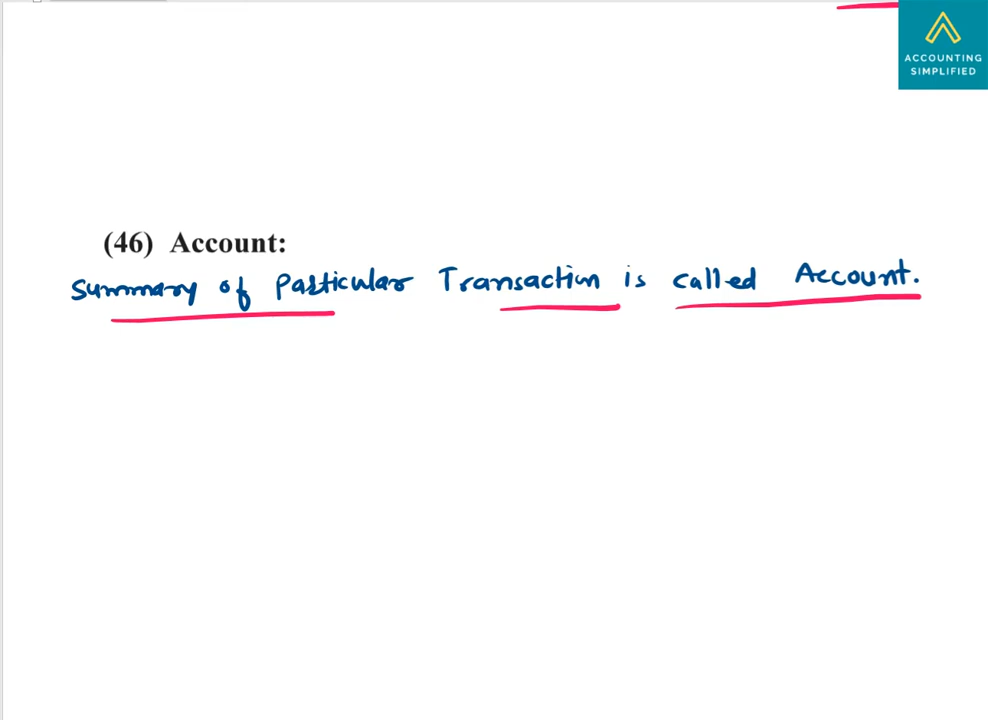 ACCOUNTING
SIMPLIFIED
(46) Account:
Summary of Particular Transaction is called Account.